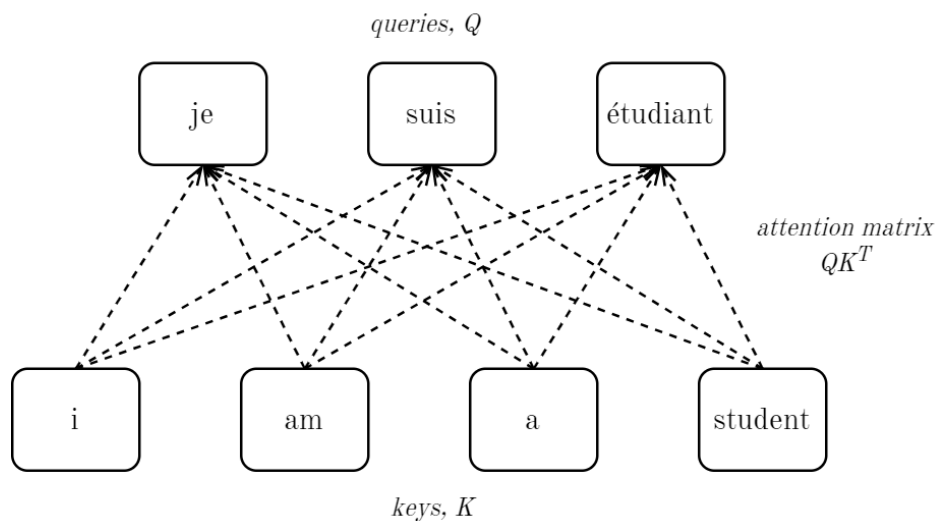 queries, Q
je suis étudiant
attention matrix
QK^T
i am a student
keys, K